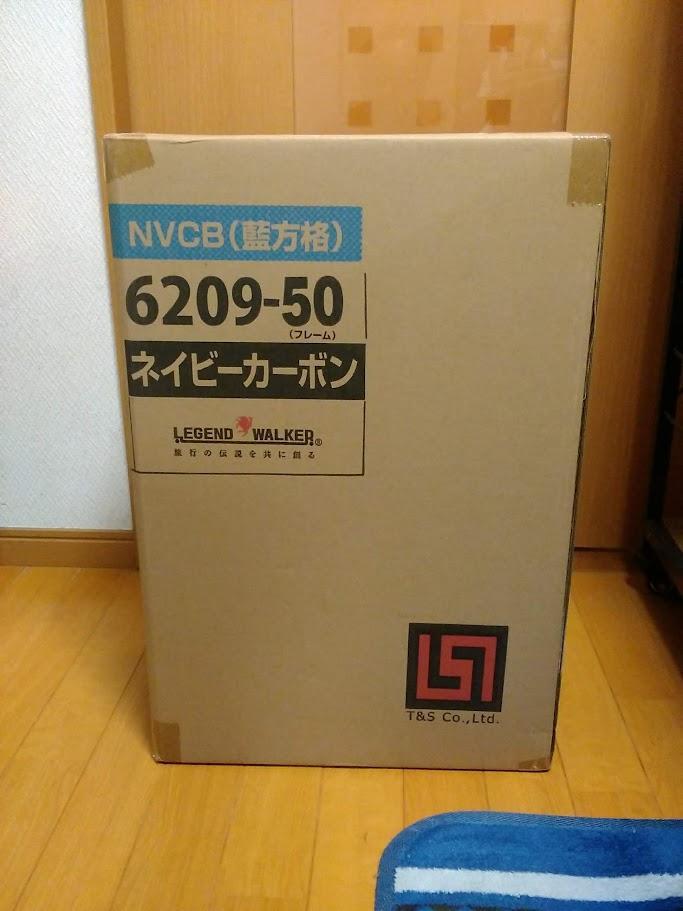 NVCB(藍方格)
6209-50
(フレーム)
ネイビーカーボン
LEGEND WALKER®
旅行の伝説を共に創る
T&S Co.,Ltd.